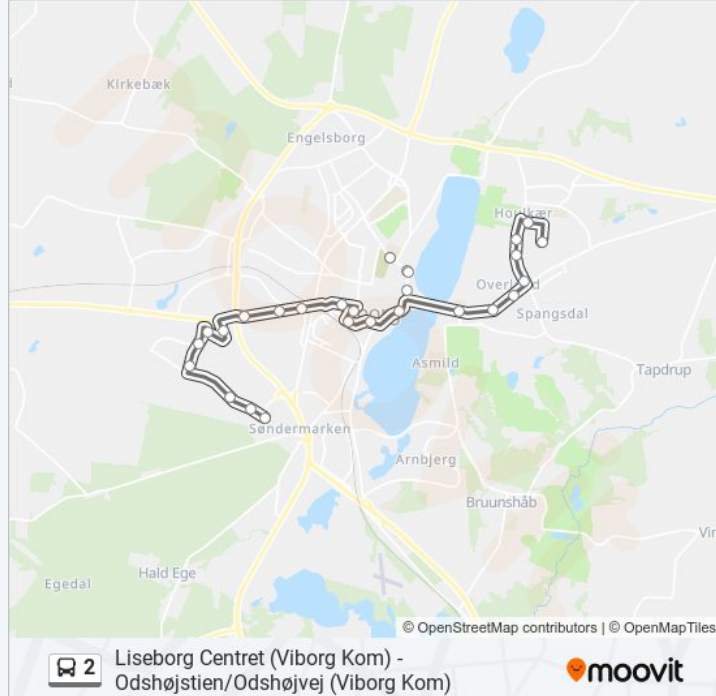 Kirkebæk
Engelsborg
Houlkær
Overlund
Spangsdal
Asmild
Tapdrup
Søndermarken
Arnbjerg
Bruunshåb
Vin
Hald Ege
Egedal
© OpenStreetMap contributors | © OpenMapTiles
2
Liseborg Centret (Viborg Kom) -
Odshøjstien/Odshøjvej (Viborg Kom)
moovit